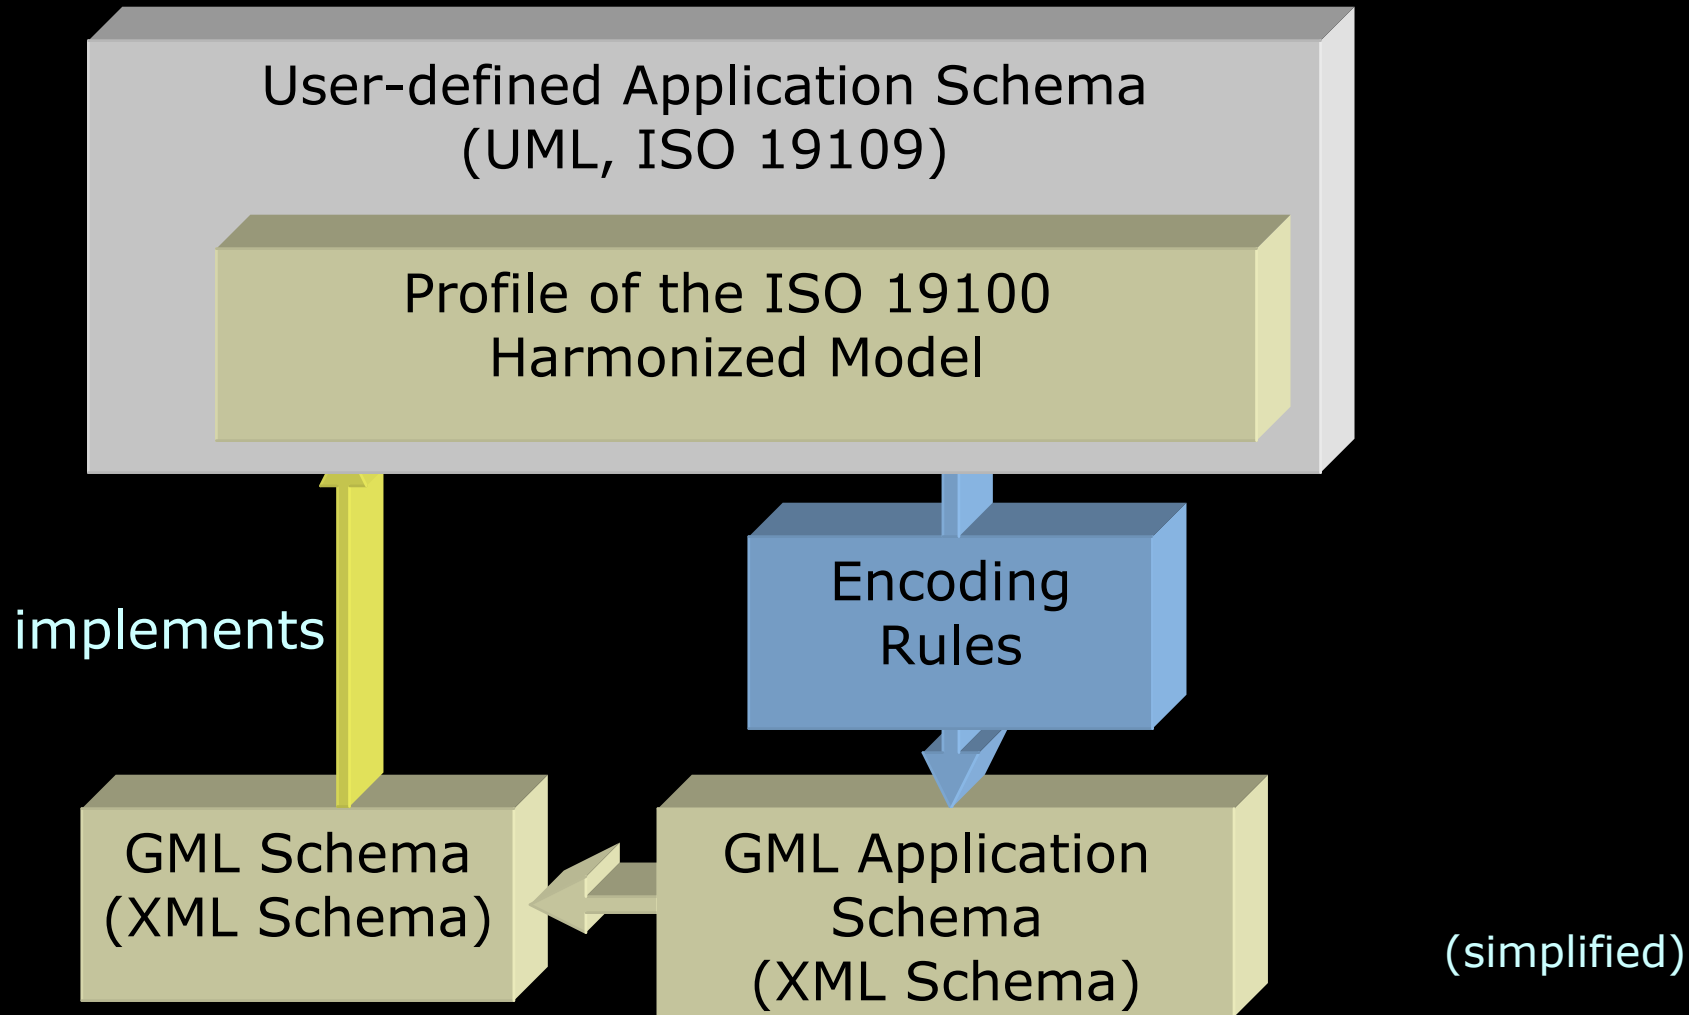 User-defined Application Schema
(UML, ISO 19109)
Profile of the ISO 19100
Harmonized Model
Encoding
Rules
implements
GML Schema
(XML Schema)
GML Application
Schema
(XML Schema)
(simplified)